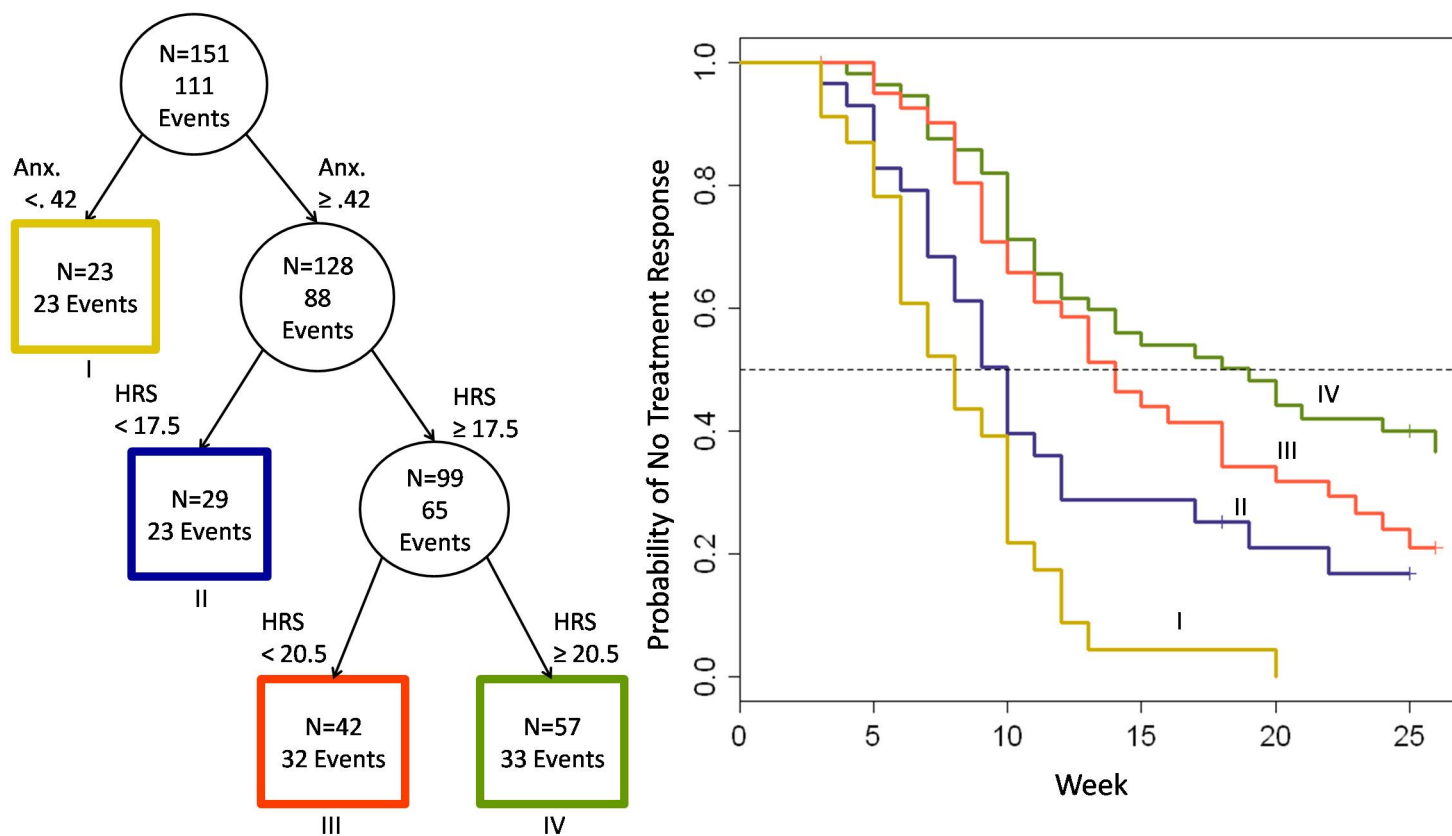 N=151
111
Events
Anx.
<. 42
Anx.
≥ .42
N=23
23 Events
I
N=128
88
Events
HRS
< 17.5
HRS
≥ 17.5
N=29
23 Events
II
N=99
65
Events
HRS
< 20.5
HRS
≥ 20.5
N=42
32 Events
III
N=57
33 Events
IV
Probability of No Treatment Response
1.0
0.8
0.6
0.4
0.2
0.0
IV
III
II
I
0 5 10 15 20 25
Week